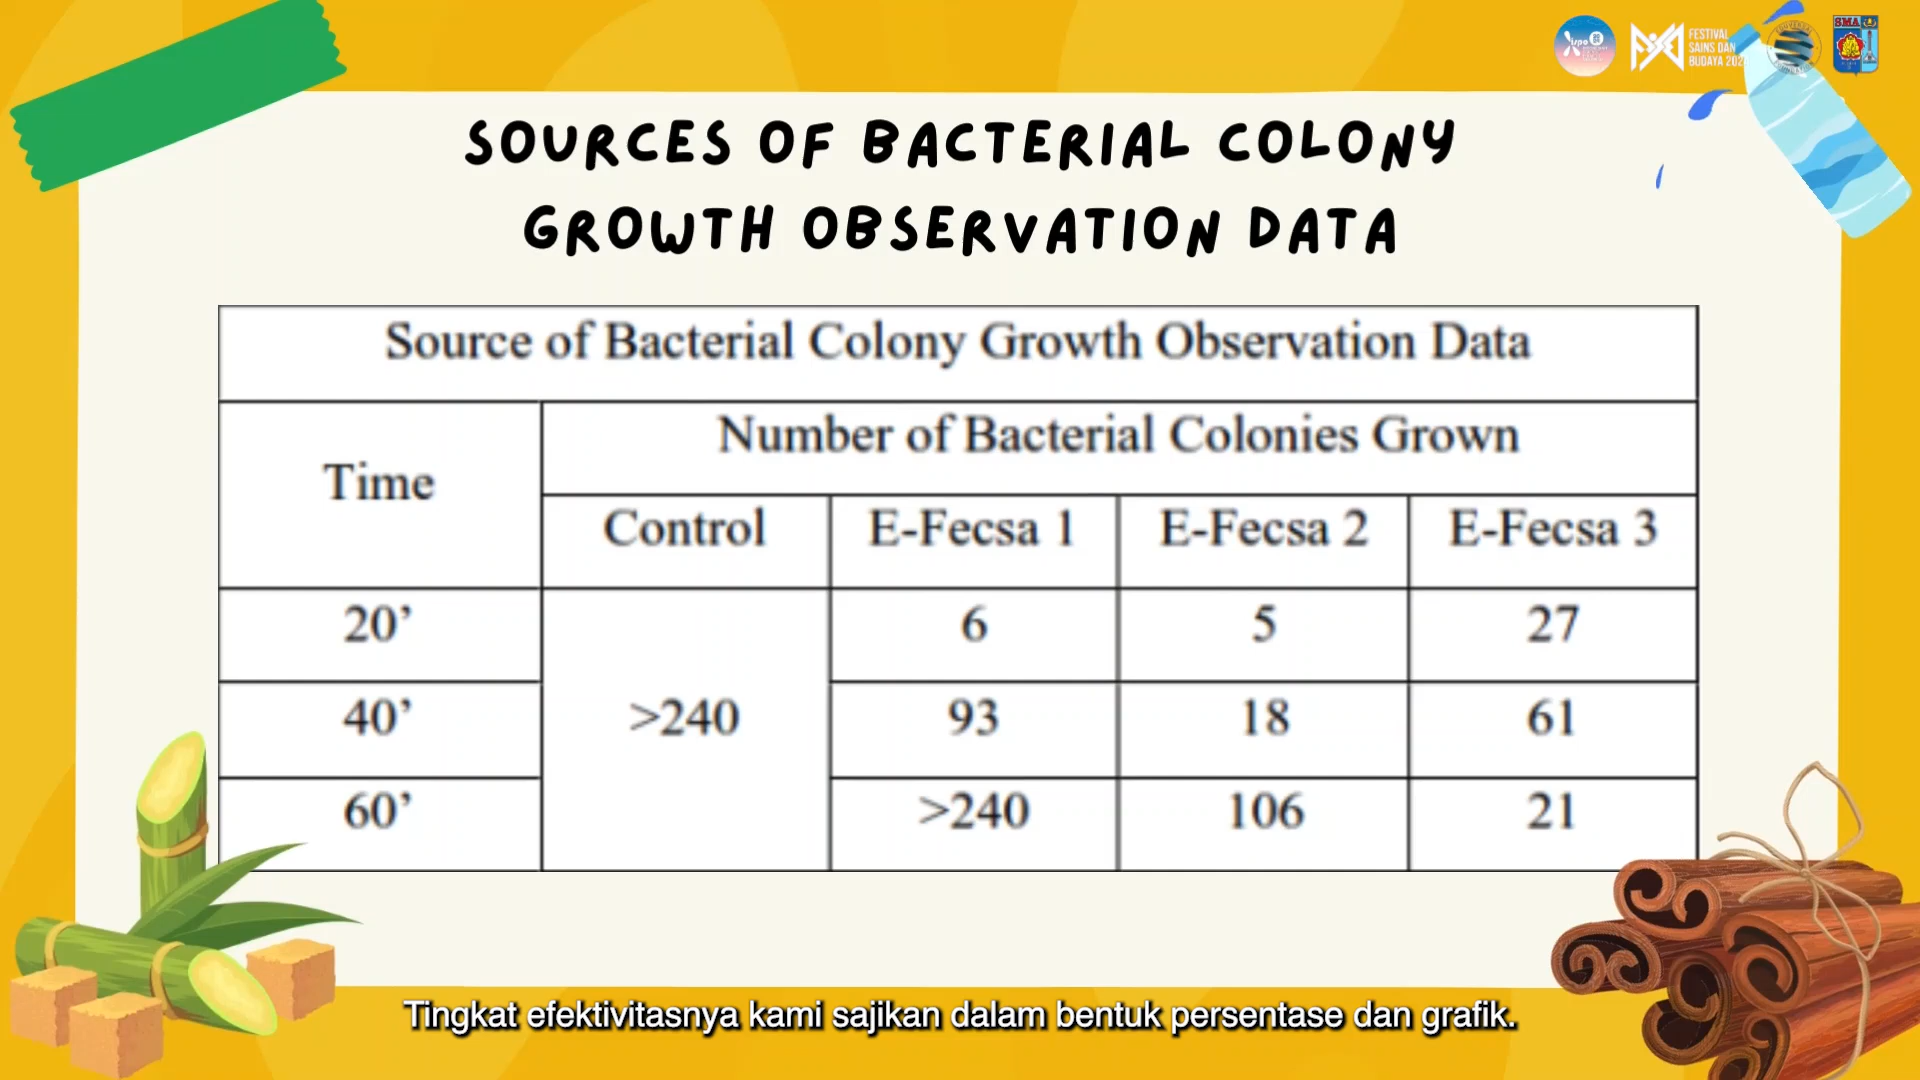 FESTIVAL
SAINS DAN
SMA
SOURCES OF BACTERIAL COLONY
GROWTH OBSERVATION DATA
Source of Bacterial Colony Growth Observation Data
Time
Number of Bacterial Colonies Grown
Control E-Fecsa 1 E-Fecsa 2 E-Fecsa 3
20’ 6 5 27
40’ >240 93 18 61
60’ >240 106 21
Tingkat efektivitasnya kami sajikan dalam bentuk persentase dan grafik.